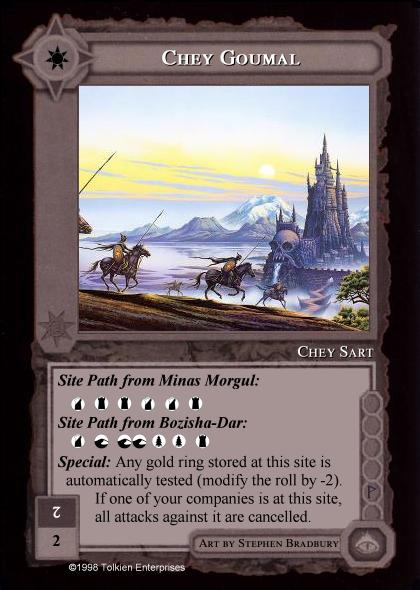 CHEY GOUMAL
CHEY SART
Site Path from Minas Morgul:
Site Path from Bozisha-Dar:
Special: Any gold ring stored at this site is
automatically tested (modify the roll by -2).
If one of your companies is at this site,
all attacks against it are cancelled.
2
2
ART BY STEPHEN BRADBURY
©1998 Tolkien Enterprises